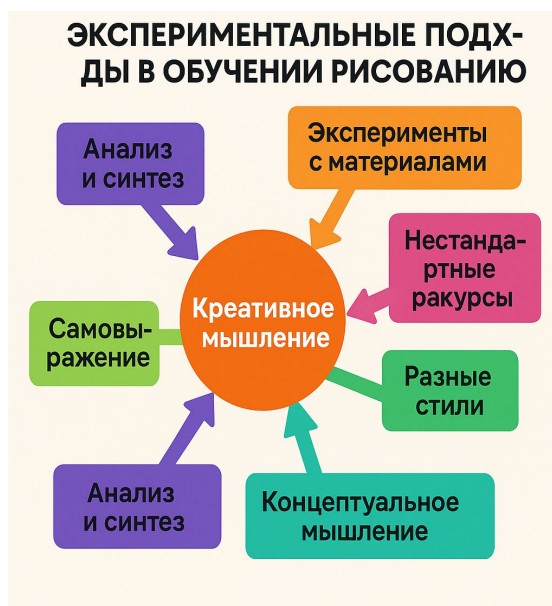 ЭКСПЕРИМЕНТАЛЬНЫЕ ПОДХ-
ДЫ В ОБУЧЕНИИ РИСОВАНИЮ
Анализ
и синтез
Эксперименты
с материалами
Нестанда-
ртные
ракурсы
Креативное
мышление
Самовы-
ражение
Разные
стили
Анализ
и синтез
Концептуальное
мышление